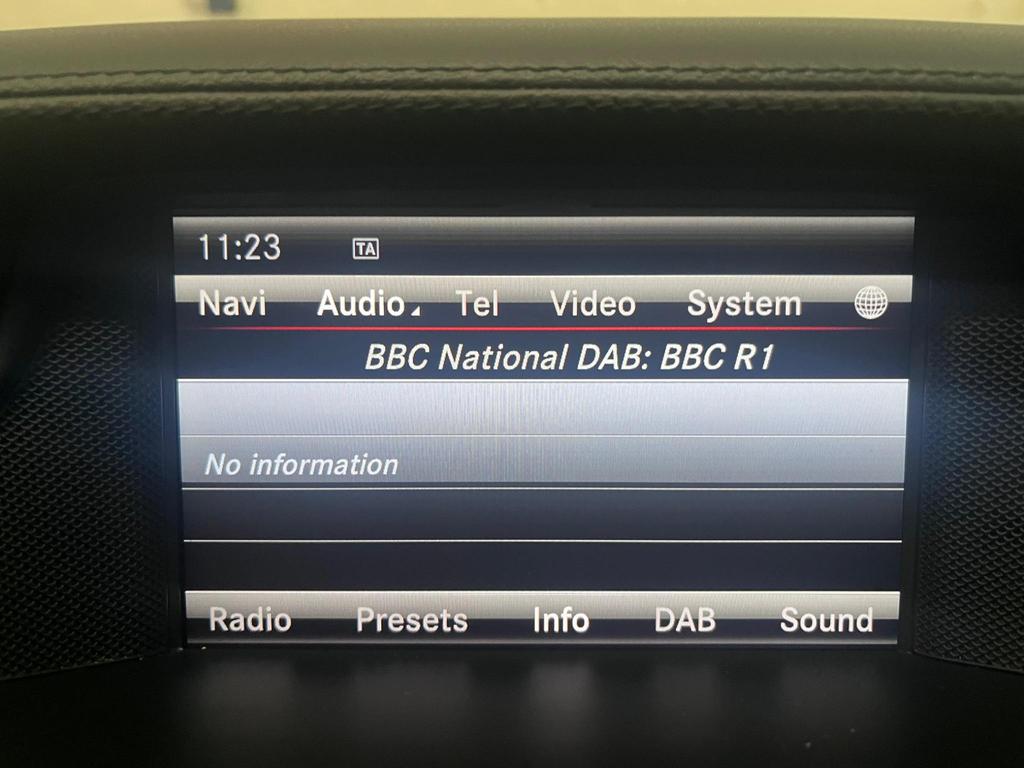 11:23 TA
Navi Audio Tel Video System
BBC National DAB: BBC R1
No information
Radio Presets Info DAB Sound